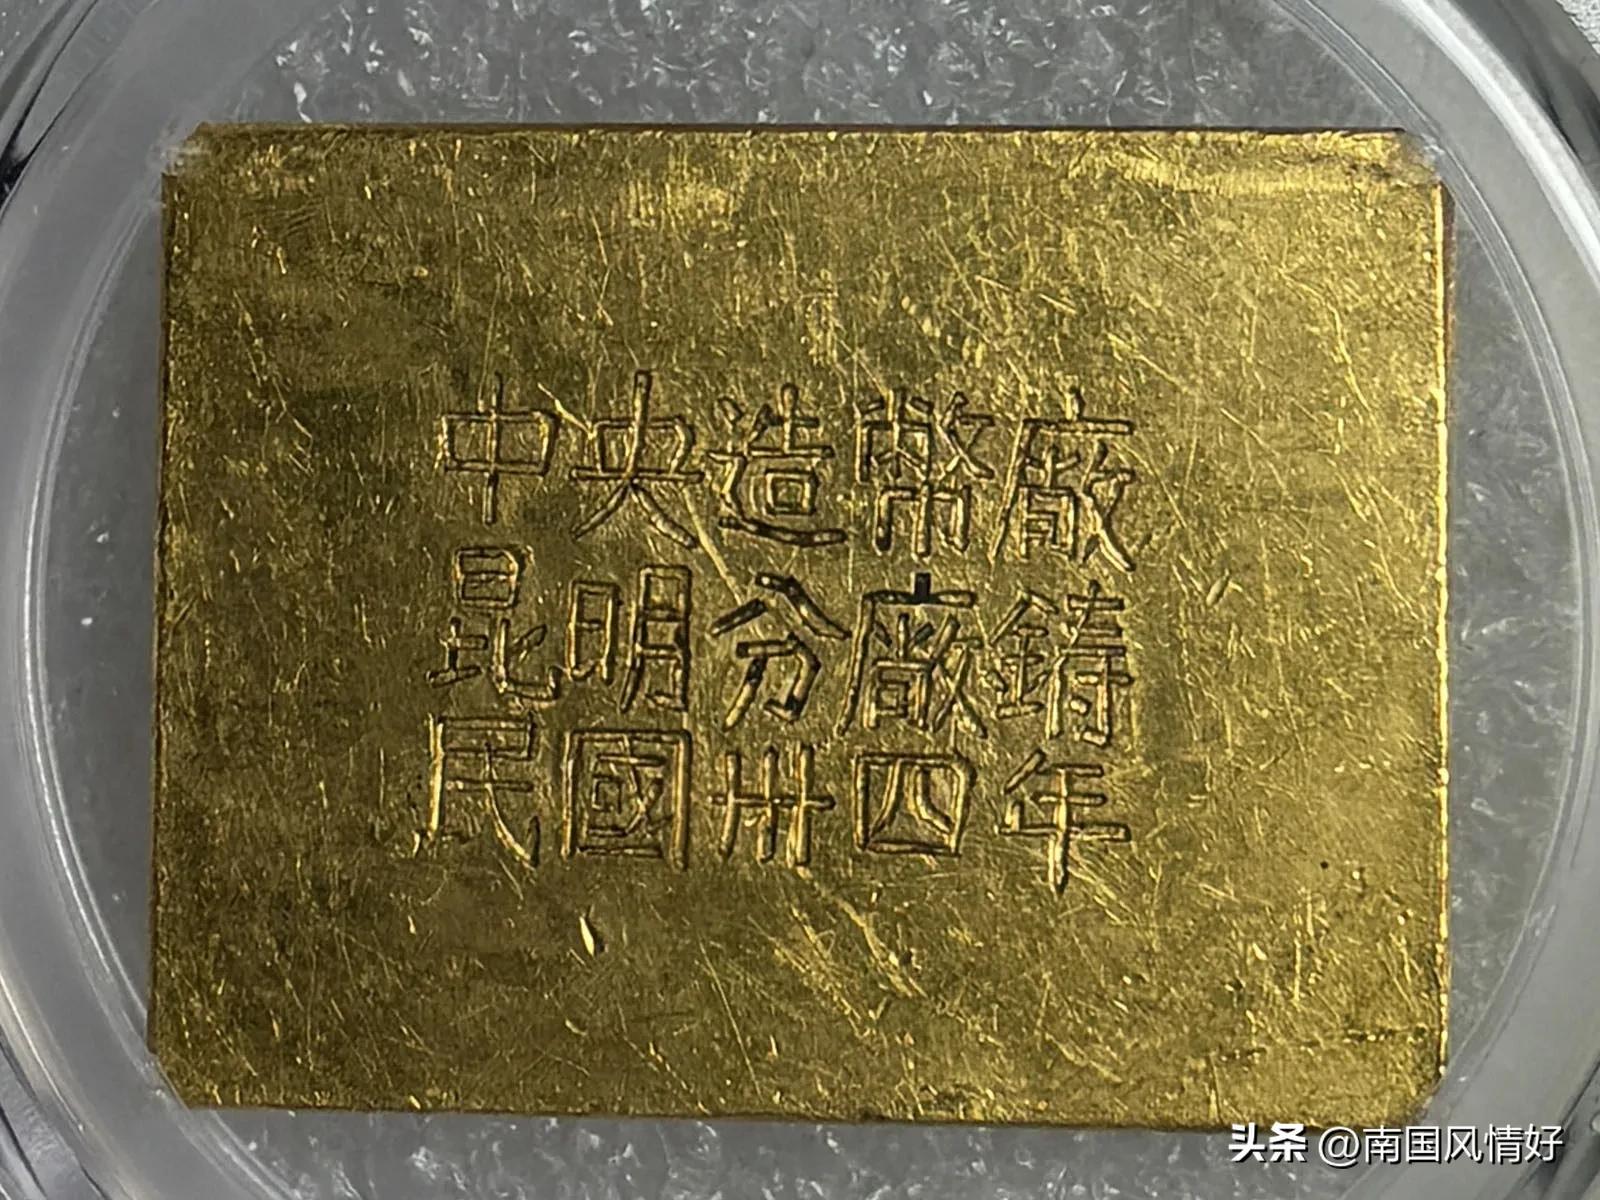 中央造幣廠
昆明分廠鑄
民國卅四年
头条 @南国风情好